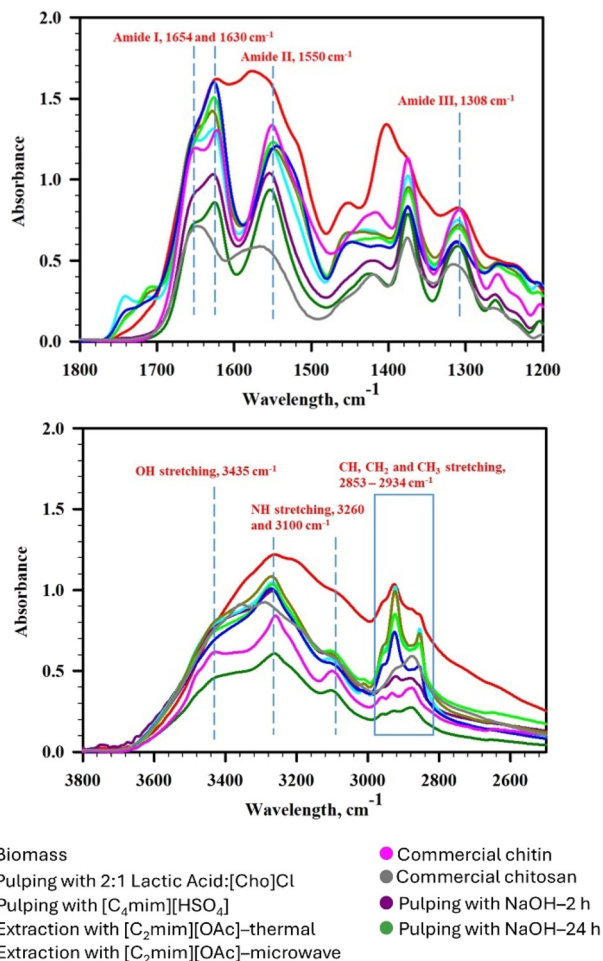 2.0
Amide I, 1654 and 1630 cm⁻¹
Amide II, 1550 cm⁻¹
1.5
Amide III, 1308 cm⁻¹
1.0
Absorbance
0.5
0.0
1800 1700 1600 1500 1400 1300 1200
Wavelength, cm⁻¹
2.0
OH stretching, 3435 cm⁻¹
CH, CH₂ and CH₃ stretching,
2853 – 2934 cm⁻¹
1.5
NH stretching, 3260
and 3100 cm⁻¹
1.0
Absorbance
0.5
0.0
3800 3600 3400 3200 3000 2800 2600
Wavelength, cm⁻¹
Biomass
Pulping with 2:1 Lactic Acid:[Cho]Cl
Pulping with [C₄mim][HSO₄]
Extraction with [C₂mim][OAc]–thermal
Extraction with [C₂mim][OAc]–microwave
Commercial chitin
Commercial chitosan
Pulping with NaOH–2 h
Pulping with NaOH–24 h